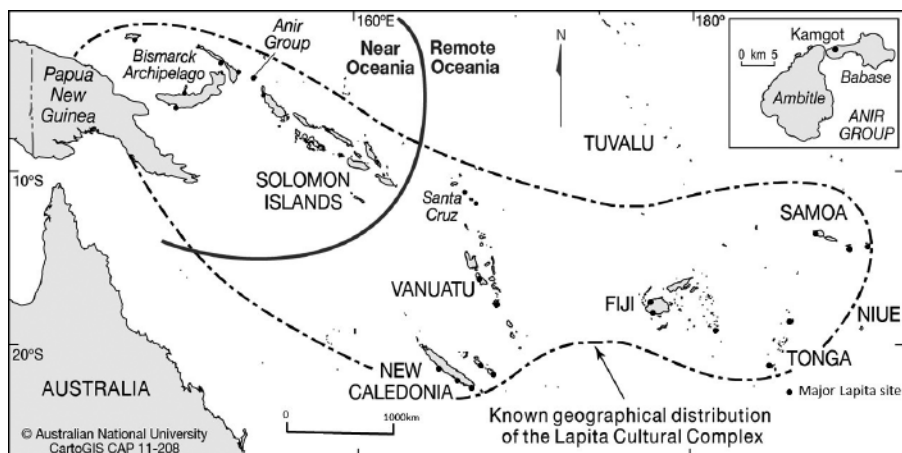 160°E
180°
Anir
Group
Near
Oceania
Remote
Oceania
N
Bismarck
Archipelago
Papua
New
Guinea
Kamgot
0 km 5
Babase
Ambitle
ANIR
GROUP
TUVALU
10°S
SOLOMON
ISLANDS
Santa
Cruz
SAMOA
VANUATU
FIJI
NIUE
20°S
NEW
CALEDONIA
TONGA
AUSTRALIA
Major Lapita site
0
1000km
Known geographical distribution
of the Lapita Cultural Complex
© Australian National University
CartoGIS CAP 11-208